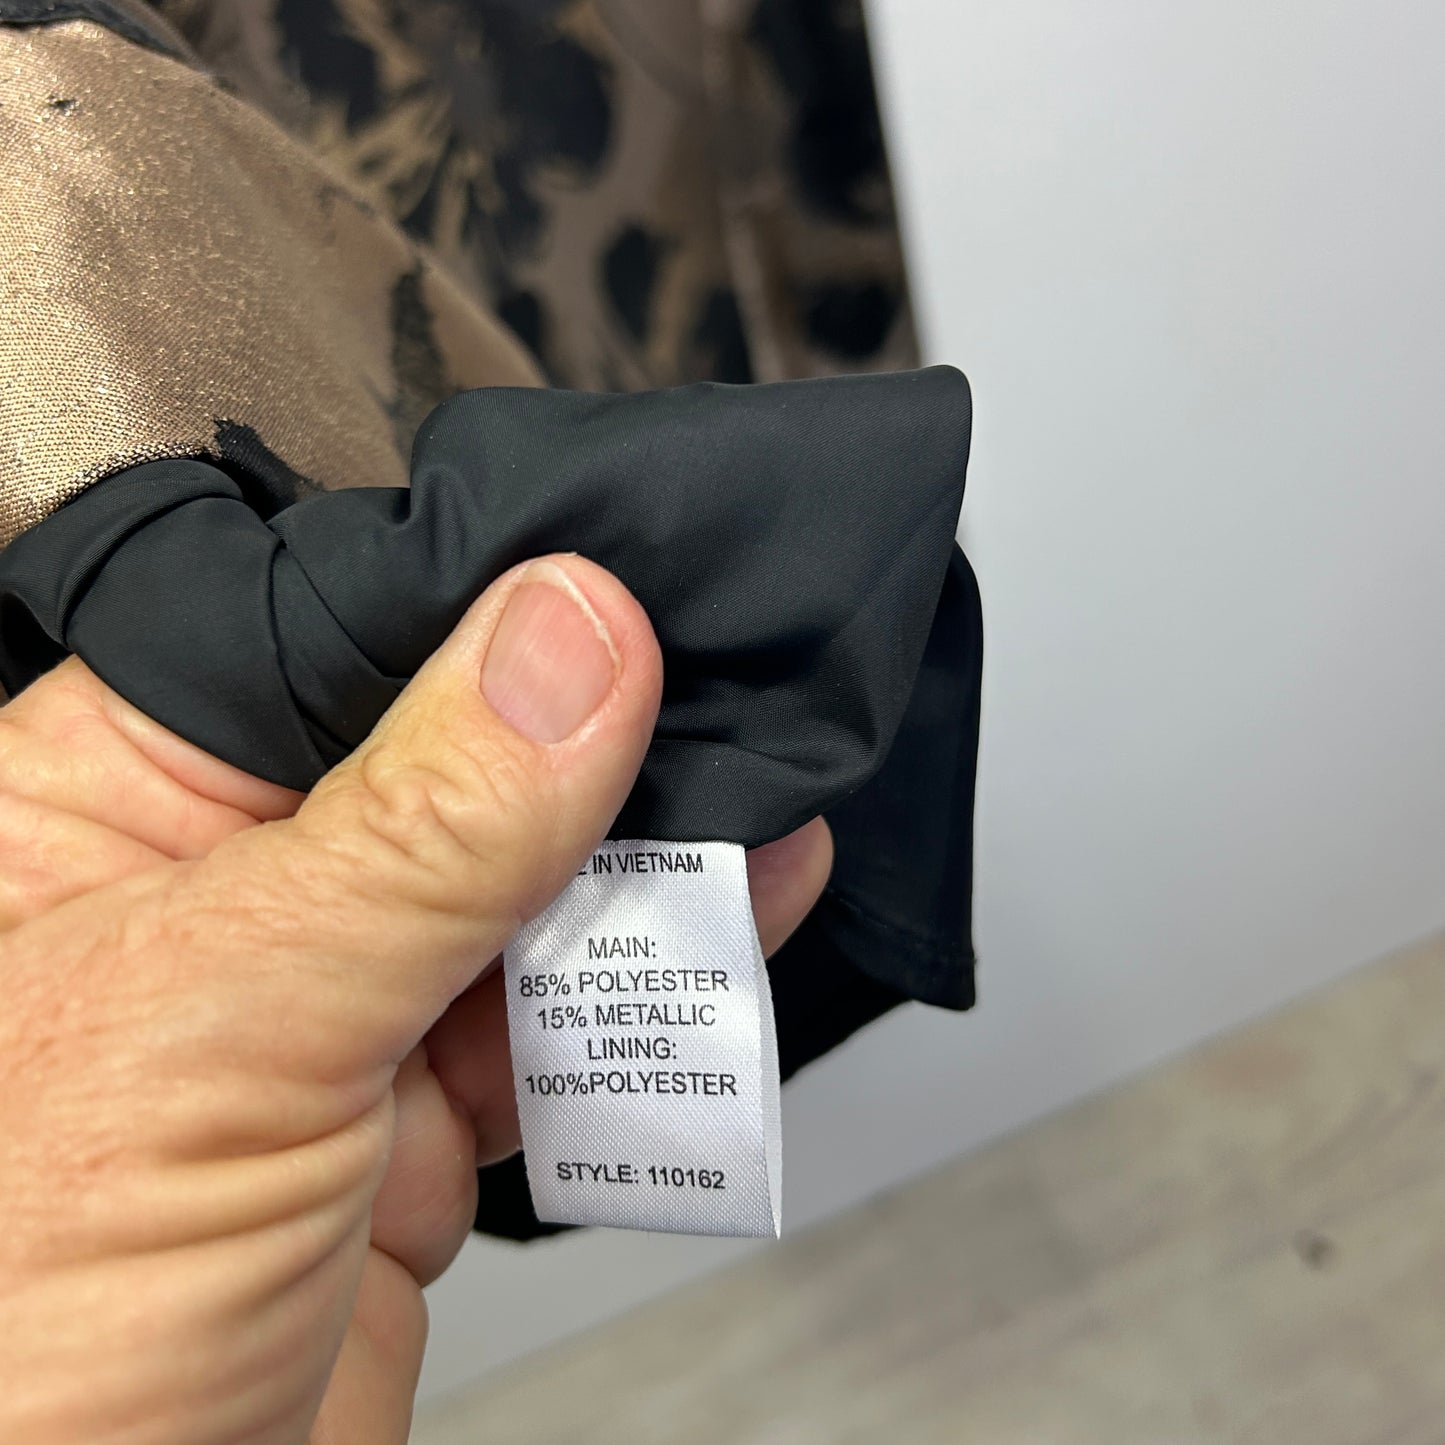 IN VIETNAM
MAIN:
85% POLYESTER
15% METALLIC
LINING:
100%POLYESTER
STYLE: 110162